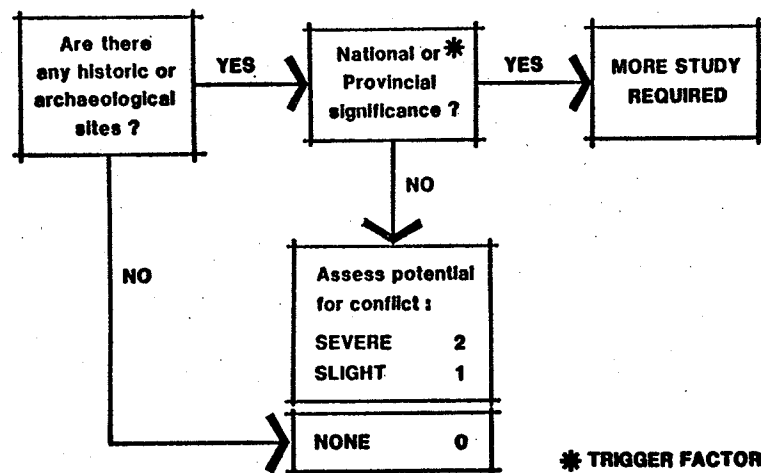 Are there
any historic or
archaeological
sites ?
YES
National or *
Provincial
significance ?
YES
MORE STUDY
REQUIRED
NO
NO
Assess potential
for conflict :
SEVERE 2
SLIGHT 1
NONE 0
* TRIGGER FACTOR